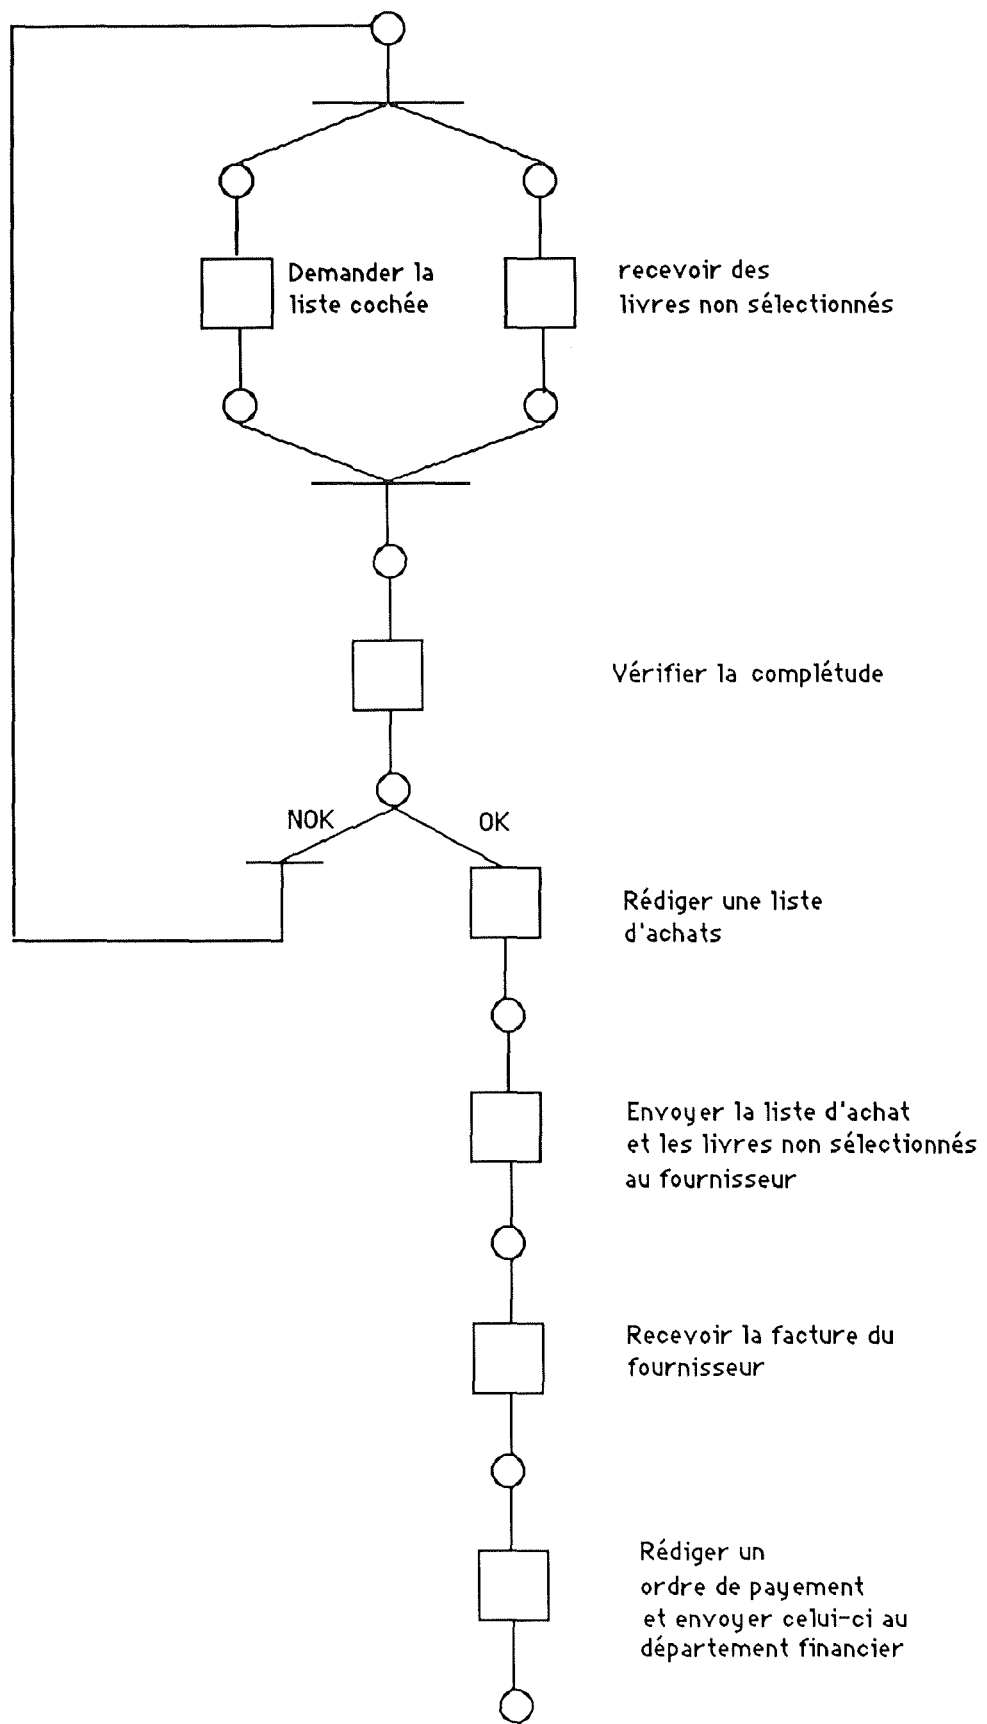 Demander la
liste cochée
recevoir des
livres non sélectionnés
Vérifier la complétude
NOK
OK
Rédiger une liste
d'achats
Envoyer la liste d'achat
et les livres non sélectionnés
au fournisseur
Recevoir la facture du
fournisseur
Rédiger un
ordre de payement
et envoyer celui-ci au
département financier